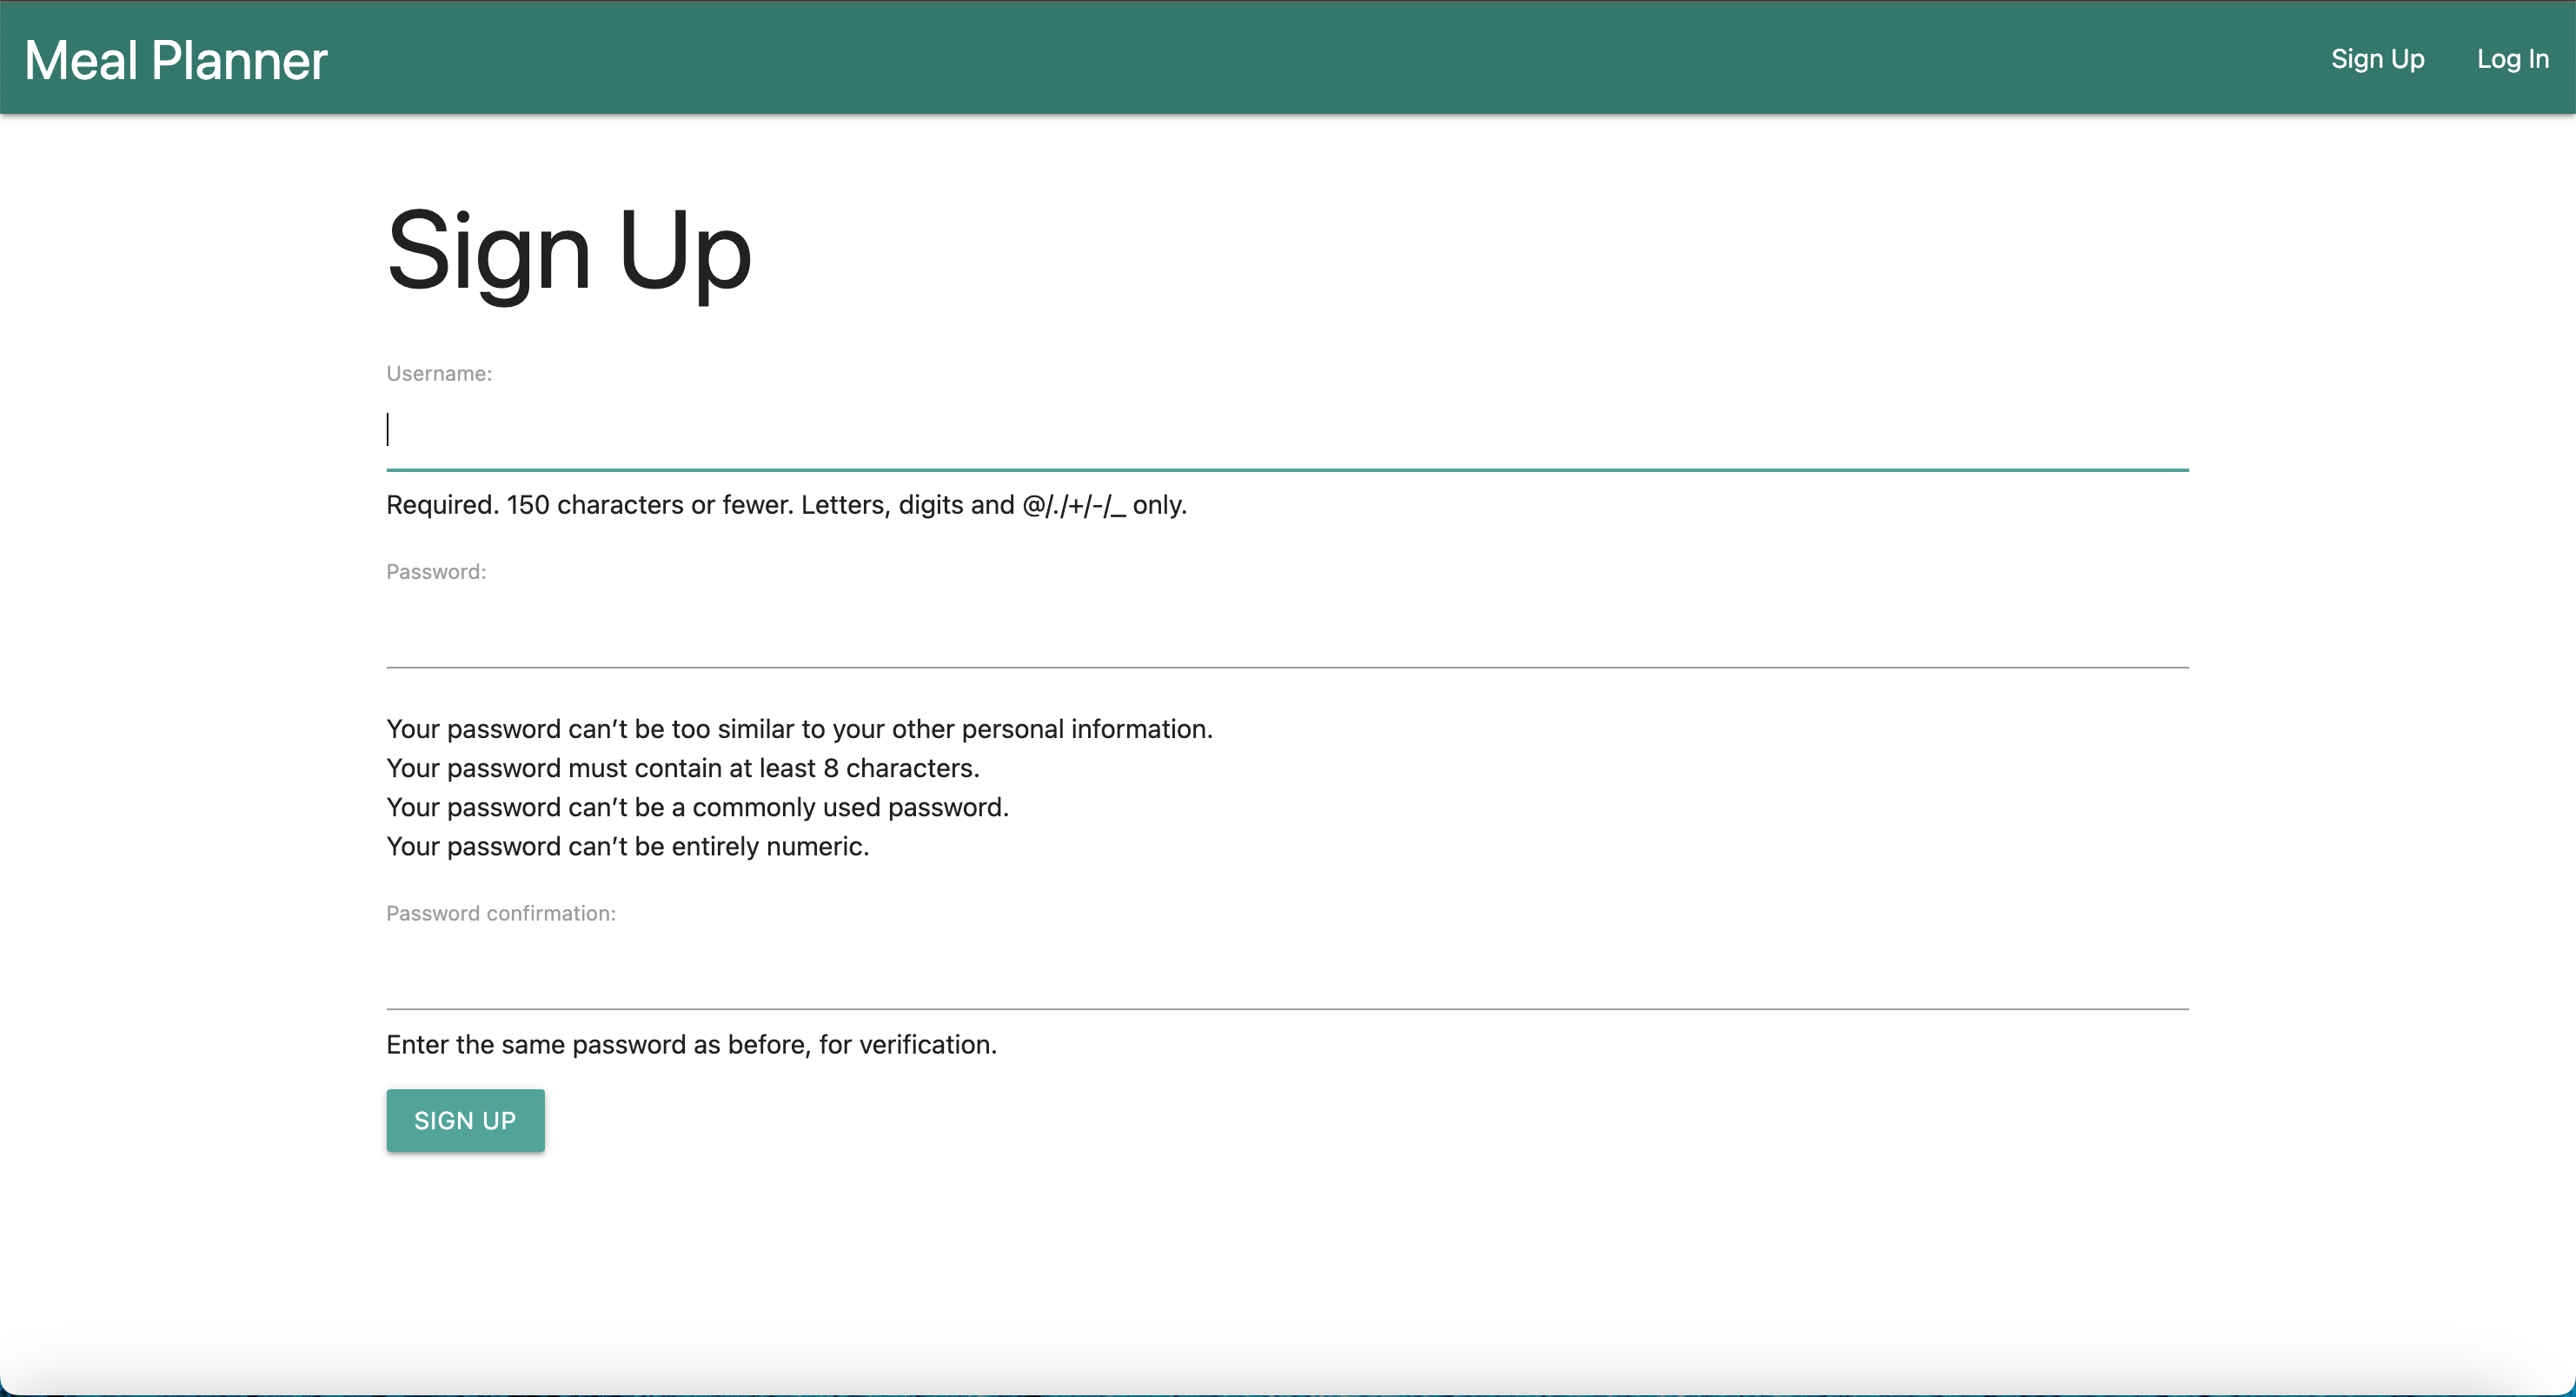 Meal Planner
Sign Up
Log In
Sign Up
Username:
Required. 150 characters or fewer. Letters, digits and @/./+/-/_ only.
Password:
Your password can’t be too similar to your other personal information.
Your password must contain at least 8 characters.
Your password can’t be a commonly used password.
Your password can’t be entirely numeric.
Password confirmation:
Enter the same password as before, for verification.
SIGN UP